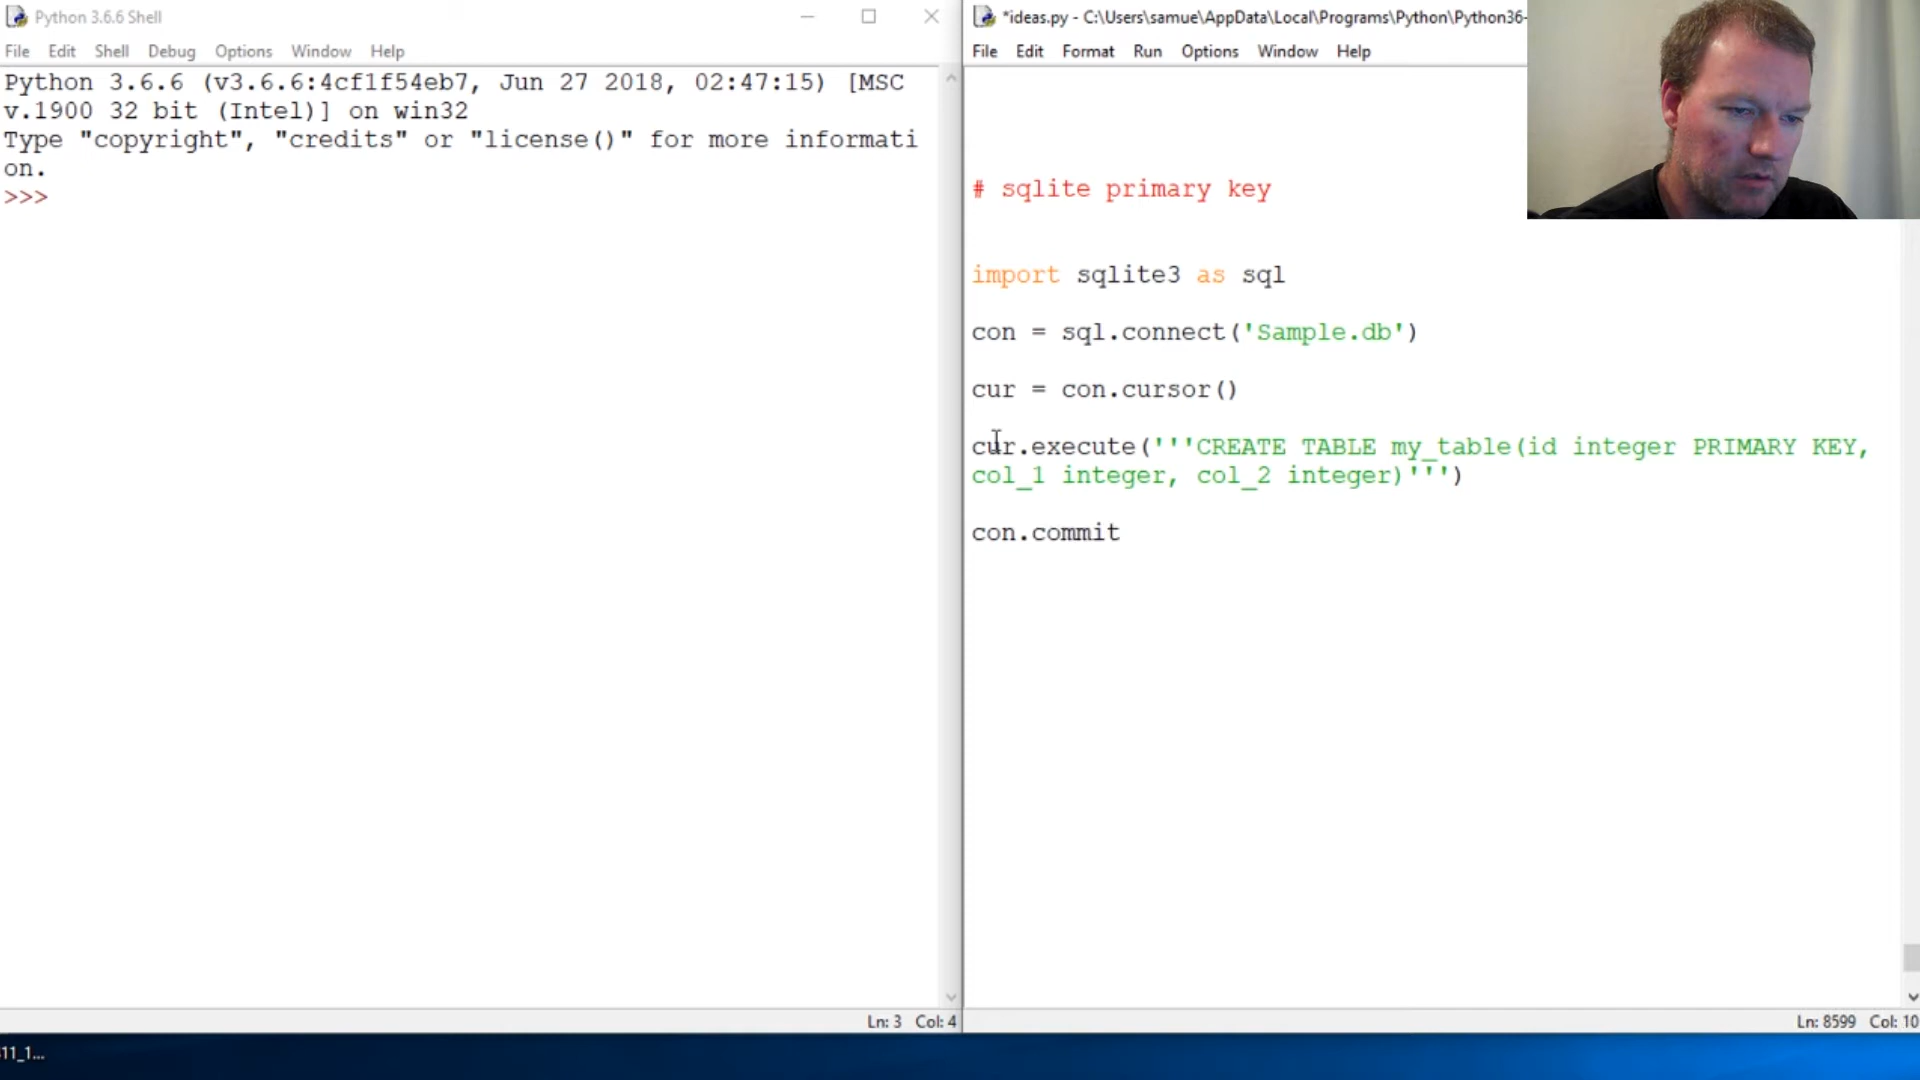 Python 3.6.6 Shell
File Edit Shell Debug Options Window Help
Python 3.6.6 (v3.6.6:4cf1f54eb7, Jun 27 2018, 02:47:15) [MSC
v.1900 32 bit (Intel)] on win32
Type "copyright", "credits" or "license()" for more informati
on.
>>>
Ln: 3 Col: 4
*ideas.py - C:\Users\samue\AppData\Local\Programs\Python\Python36-
File Edit Format Run Options Window Help
# sqlite primary key
import sqlite3 as sql
con = sql.connect('Sample.db')
cur = con.cursor()
cur.execute('''CREATE TABLE my_table(id integer PRIMARY KEY,
col_1 integer, col_2 integer)''')
con.commit
Ln: 8599 Col: 10
11_1...